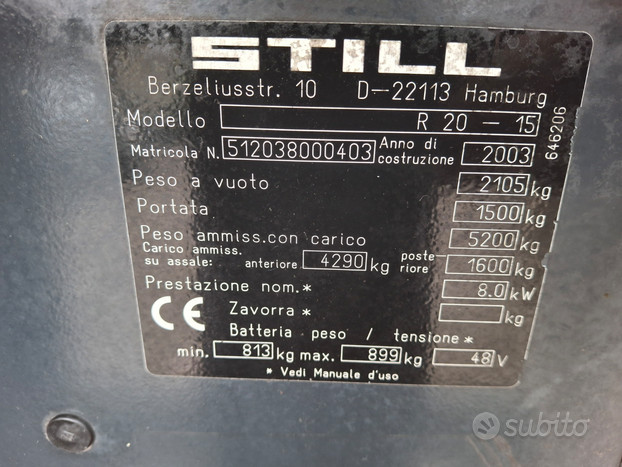 STILL
Berzeliusstr. 10 D-22113 Hamburg
Modello R 20 - 15
Matricola N. 512038000403 Anno di costruzione 2003
646206
Peso a vuoto 2105 kg
Portata 1500 kg
Peso ammiss.con carico 5200 kg
Carico ammiss. su assale: anteriore 4290 kg posteriore 1600 kg
Prestazione nom.* 8.0 kW
CE Zavorra * kg
Batteria peso / tensione *
min. 813 kg max. 899 kg 48 V
* Vedi Manuale d'uso
subito